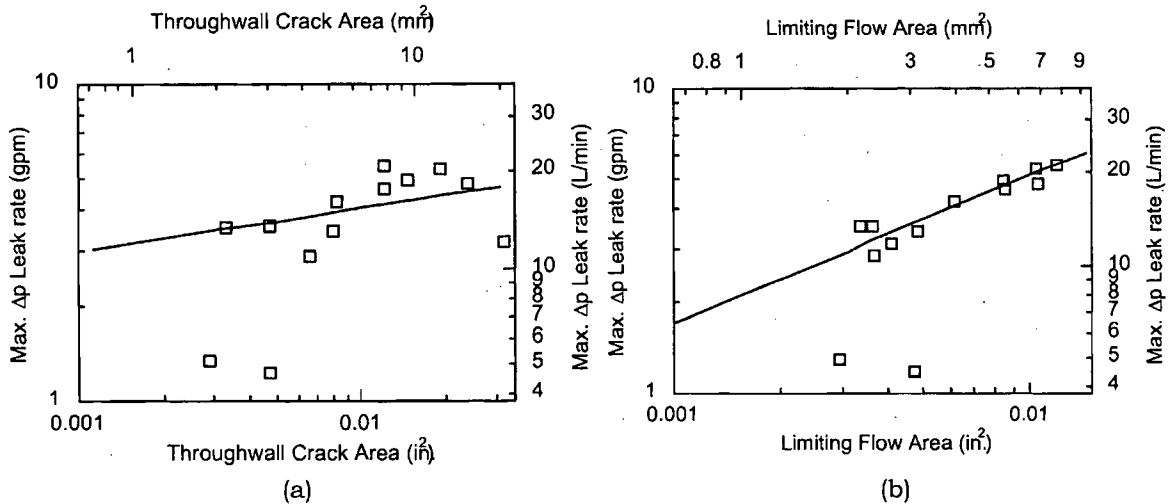 Throughwall Crack Area (mm²)
1 10
10
1
Max. Δp Leak rate (gpm)
30
20
10
9
8
7
6
5
4
Max. Δp Leak rate (L/min)
0.001 0.01
Throughwall Crack Area (in².)
(a)
Limiting Flow Area (mm²)
0.8 1 3 5 7 9
10
1
Max. Δp Leak rate (gpm)
30
20
10
9
8
7
6
5
4
Max. Δp Leak rate (L/min)
0.001 0.01
Limiting Flow Area (in².)
(b)